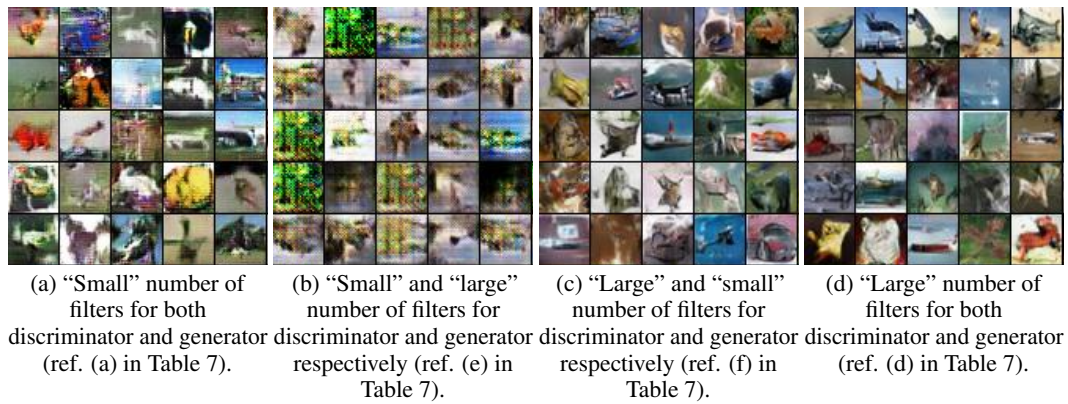 (a) “Small” number of
filters for both
discriminator and generator
(ref. (a) in Table 7).
(b) “Small” and “large”
number of filters for
discriminator and generator
respectively (ref. (e) in
Table 7).
(c) “Large” and “small”
number of filters for
discriminator and generator
respectively (ref. (f) in
Table 7).
(d) “Large” number of
filters for both
discriminator and generator
(ref. (d) in Table 7).